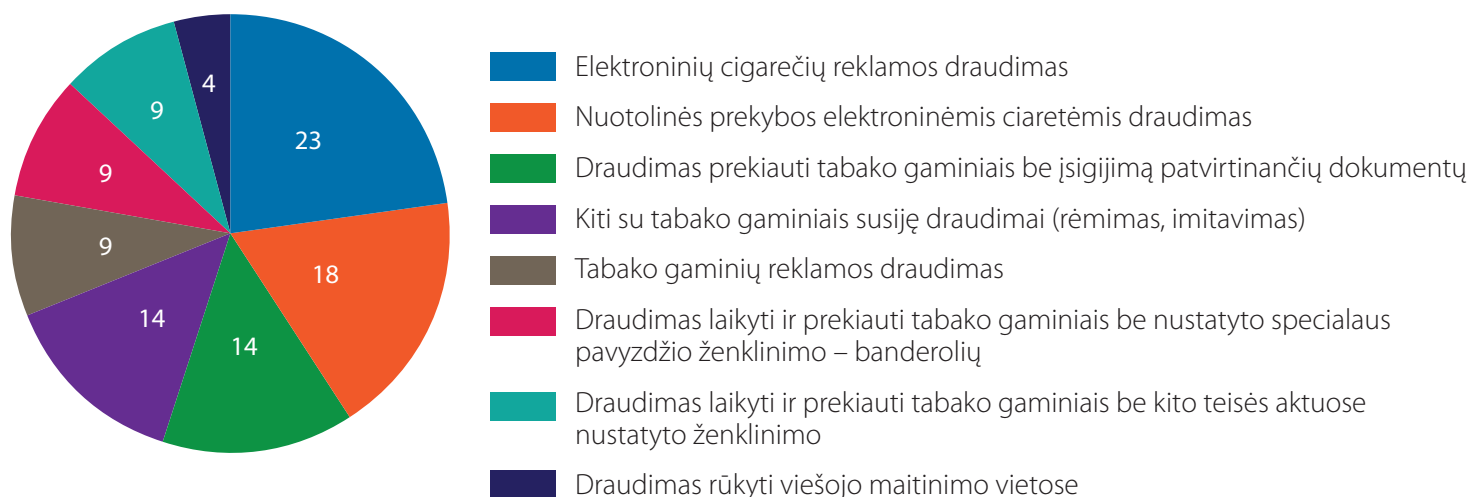 4
9
23
9
9
18
14
14
Elektroninių cigarečių reklamos draudimas
Nuotolinės prekybos elektroninėmis ciaretėmis draudimas
Draudimas prekiauti tabako gaminiais be įsigijimą patvirtinančių dokumentų
Kiti su tabako gaminiais susiję draudimai (rėmimas, imitavimas)
Tabako gaminių reklamos draudimas
Draudimas laikyti ir prekiauti tabako gaminiais be nustatyto specialaus
pavyzdžio ženklinimo – banderolių
Draudimas laikyti ir prekiauti tabako gaminiais be kito teisės aktuose
nustatyto ženklinimo
Draudimas rūkyti viešojo maitinimo vietose